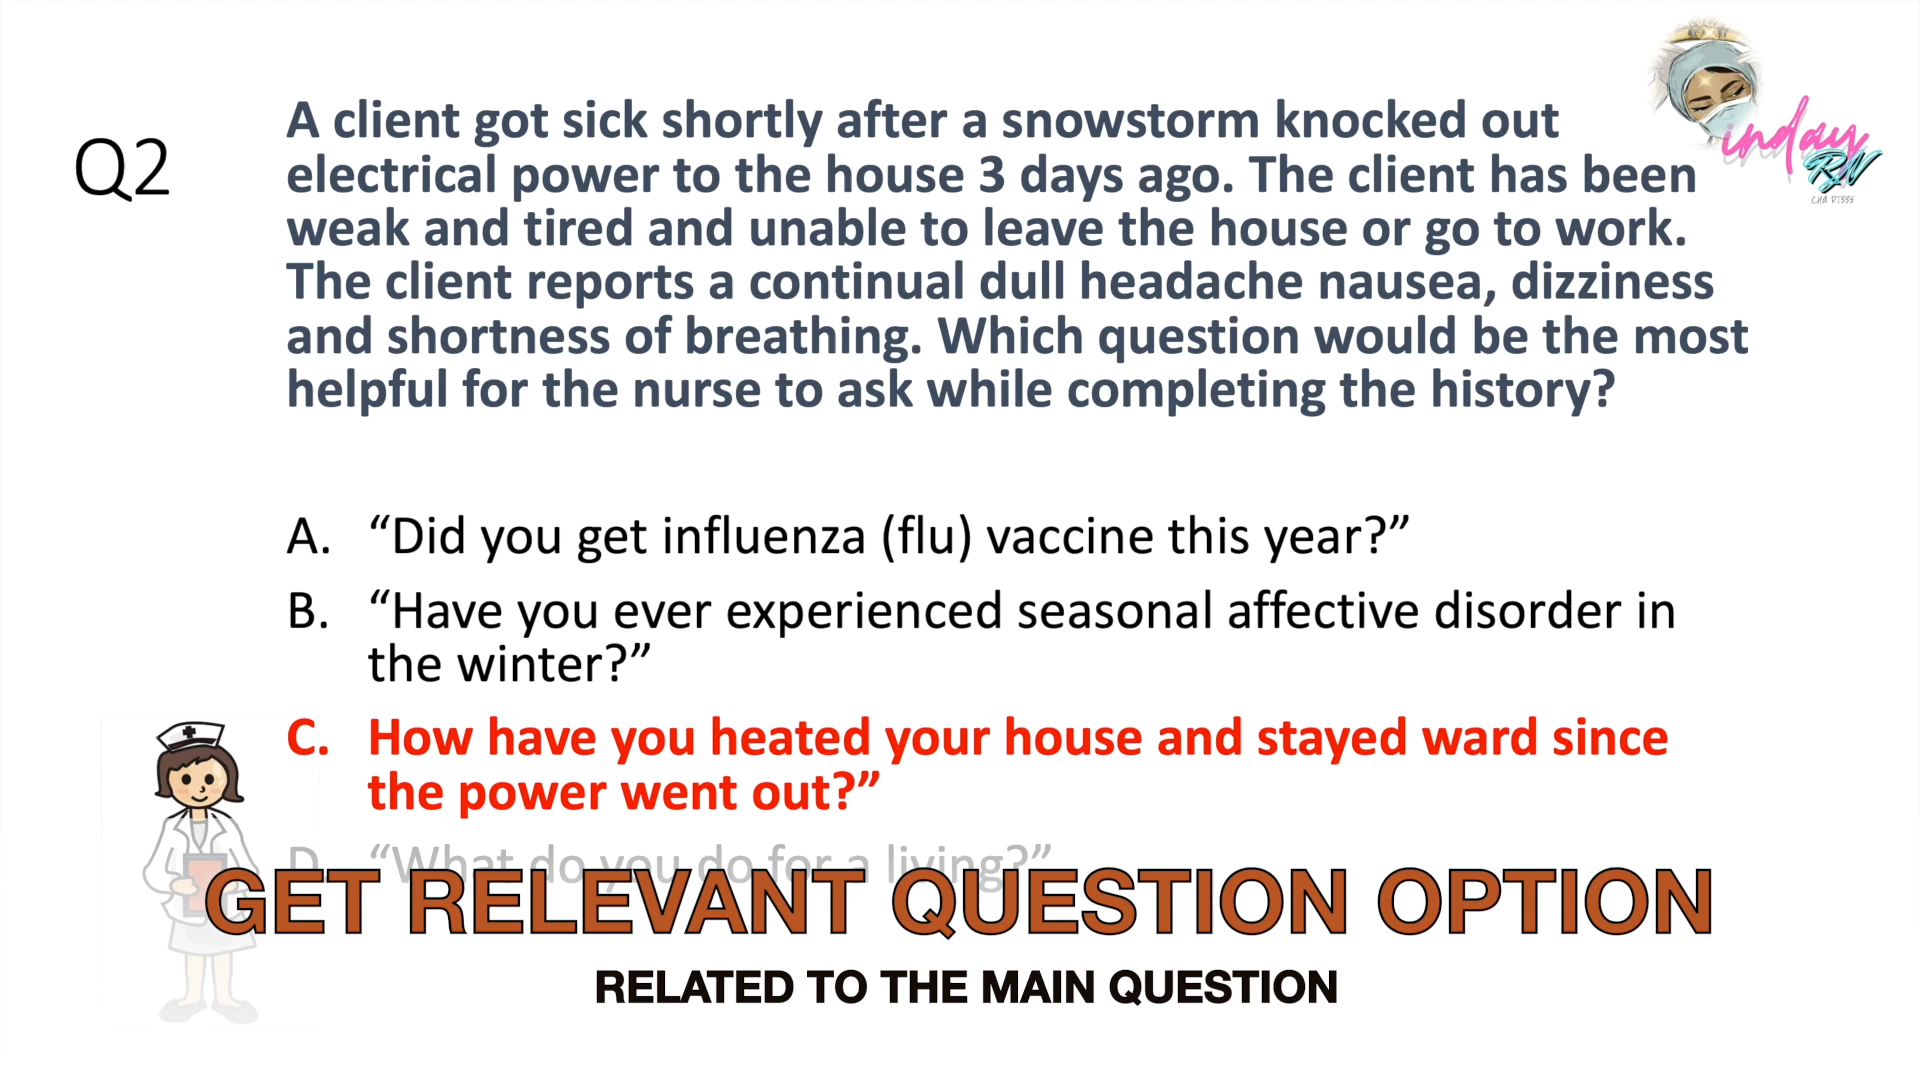 Q2
A client got sick shortly after a snowstorm knocked out
electrical power to the house 3 days ago. The client has been
weak and tired and unable to leave the house or go to work.
The client reports a continual dull headache nausea, dizziness
and shortness of breathing. Which question would be the most
helpful for the nurse to ask while completing the history?
inday
RN
A. “Did you get influenza (flu) vaccine this year?”
B. “Have you ever experienced seasonal affective disorder in
the winter?”
C. How have you heated your house and stayed ward since
the power went out?”
D. “What do you do for a living?”
GET RELEVANT QUESTION OPTION
RELATED TO THE MAIN QUESTION